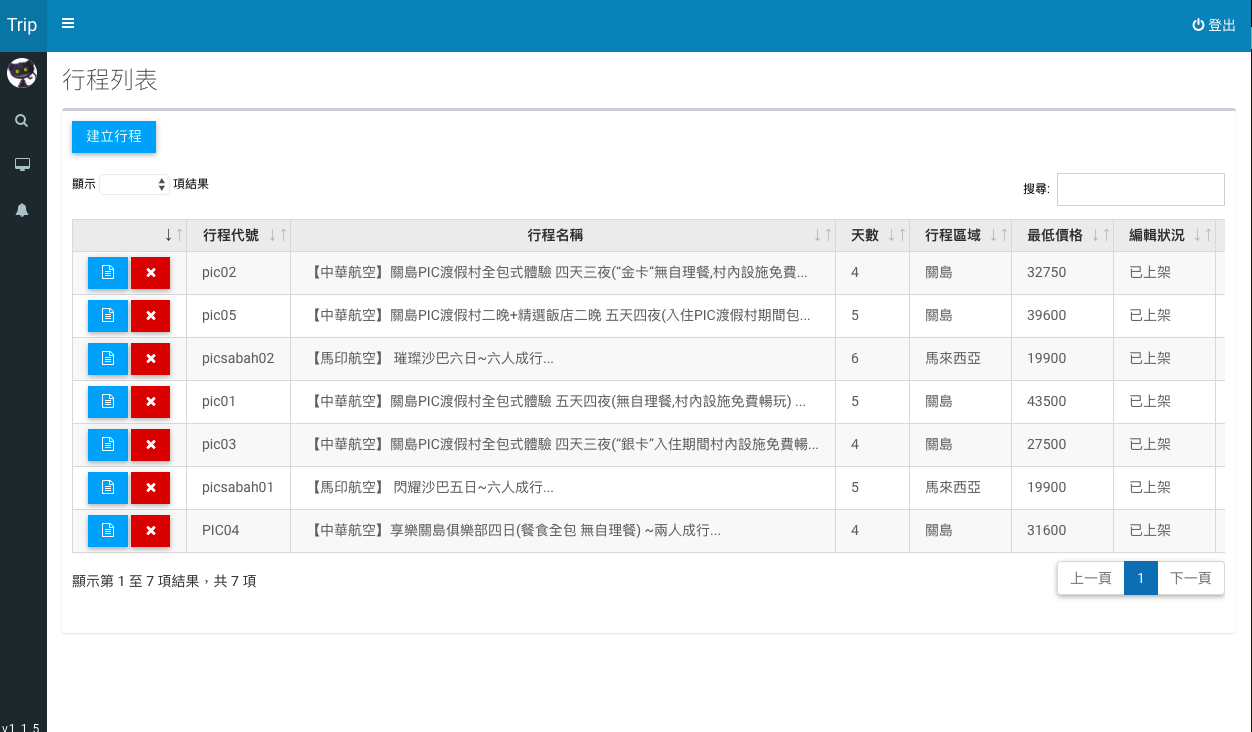 Trip
登出
行程列表
建立行程
顯示 項結果
搜尋:
行程代號 行程名稱 天數 行程區域 最低價格 編輯狀況
pic02 【中華航空】關島PIC渡假村全包式體驗 四天三夜(“金卡”無自理餐,村內設施免費... 4 關島 32750 已上架
pic05 【中華航空】關島PIC渡假村二晚+精選飯店二晚 五天四夜(入住PIC渡假村期間包... 5 關島 39600 已上架
picsabah02 【馬印航空】 璀璨沙巴六日~六人成行... 6 馬來西亞 19900 已上架
pic01 【中華航空】關島PIC渡假村全包式體驗 五天四夜(無自理餐,村內設施免費暢玩) ... 5 關島 43500 已上架
pic03 【中華航空】關島PIC渡假村全包式體驗 四天三夜(“銀卡”入住期間村內設施免費暢... 4 關島 27500 已上架
picsabah01 【馬印航空】 閃耀沙巴五日~六人成行... 5 馬來西亞 19900 已上架
PIC04 【中華航空】享樂關島俱樂部四日(餐食全包 無自理餐) ~兩人成行... 4 關島 31600 已上架
顯示第 1 至 7 項結果，共 7 項
上一頁 1 下一頁
v1.1.5